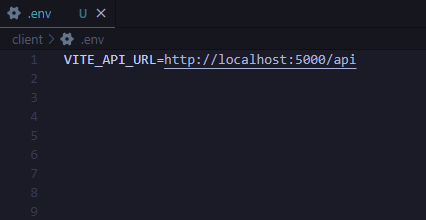 .env U
client > .env
1 VITE_API_URL=http://localhost:5000/api
2
3
4
5
6
7
8
9